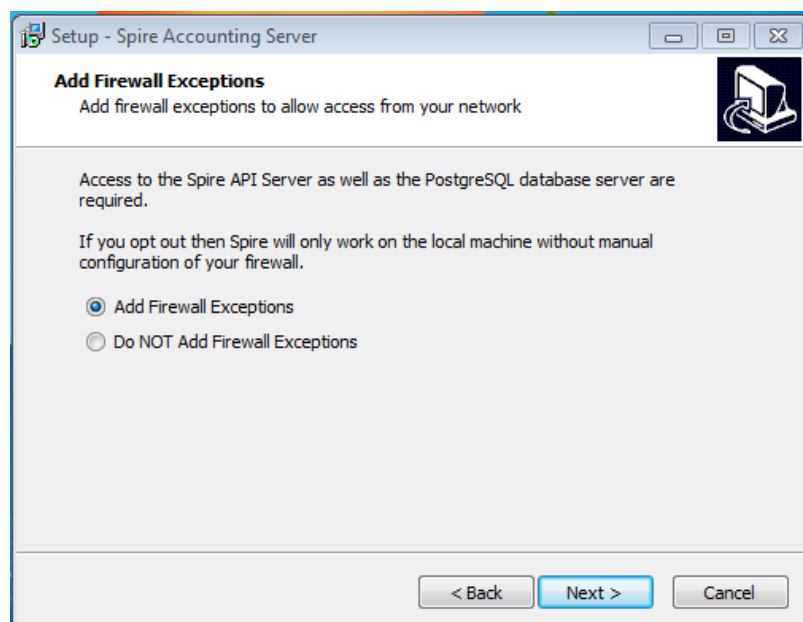 Setup - Spire Accounting Server
Add Firewall Exceptions
Add firewall exceptions to allow access from your network
Access to the Spire API Server as well as the PostgreSQL database server are
required.
If you opt out then Spire will only work on the local machine without manual
configuration of your firewall.
Add Firewall Exceptions
Do NOT Add Firewall Exceptions
< Back Next > Cancel